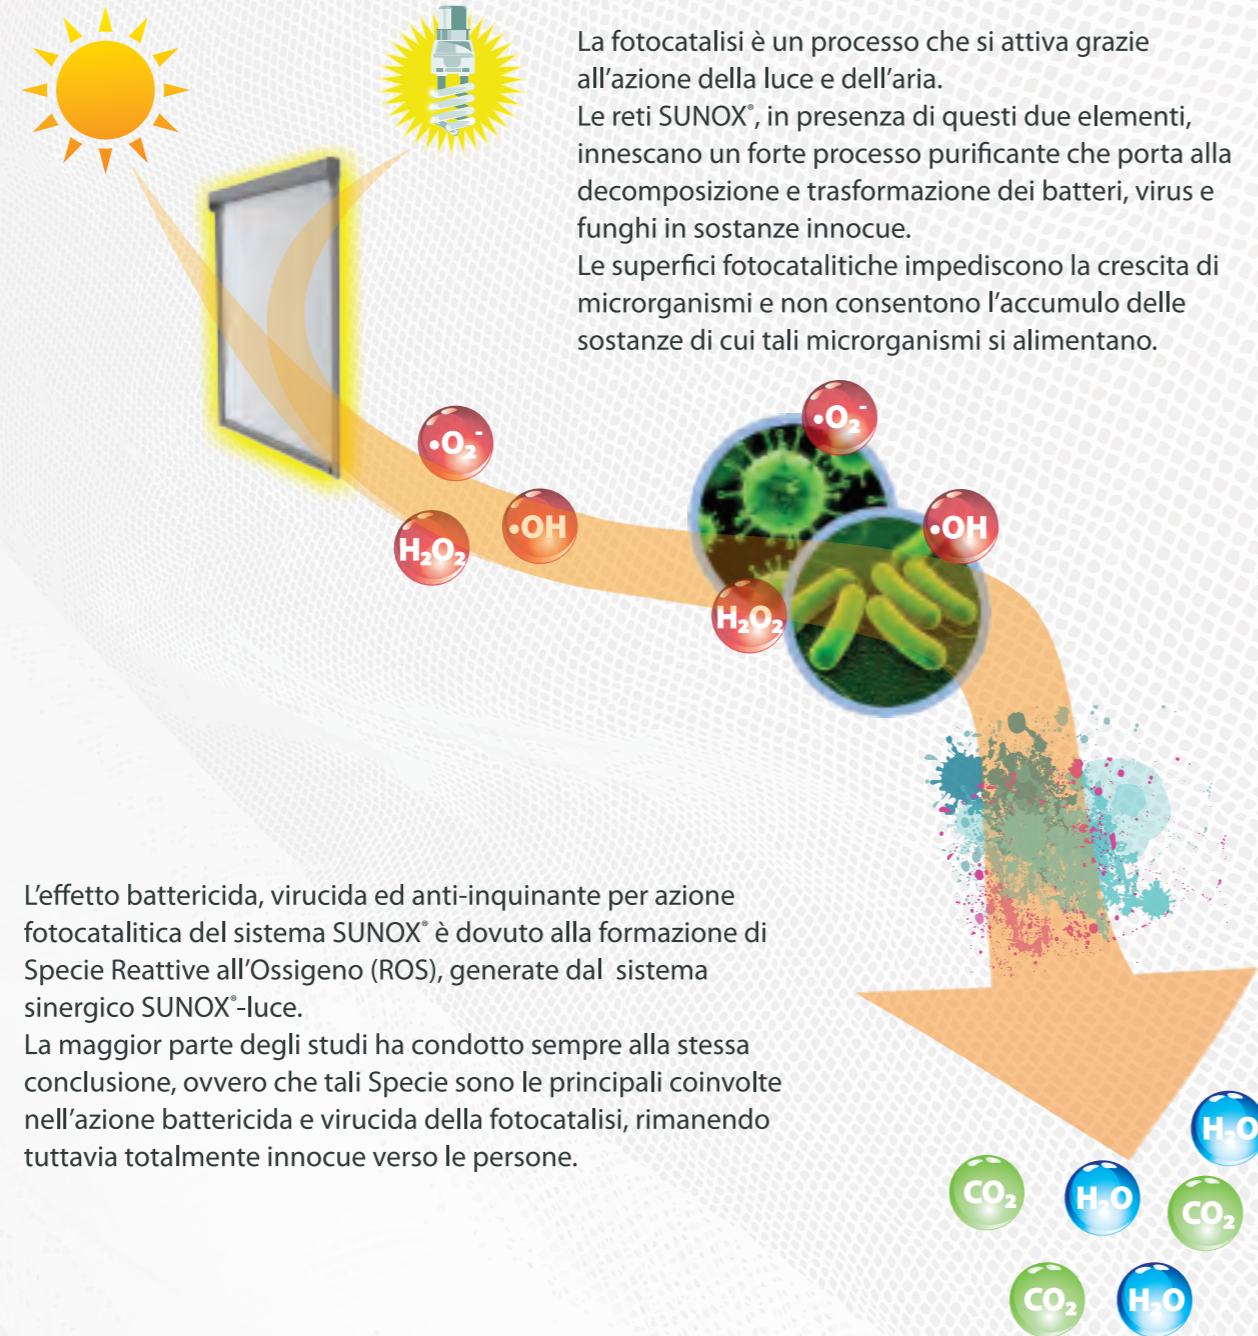 La fotocatalisi è un processo che si attiva grazie
all’azione della luce e dell’aria.
Le reti SUNOX®, in presenza di questi due elementi,
innescano un forte processo purificante che porta alla
decomposizione e trasformazione dei batteri, virus e
funghi in sostanze innocue.
Le superfici fotocatalitiche impediscono la crescita di
microrganismi e non consentono l’accumulo delle
sostanze di cui tali microrganismi si alimentano.
•O₂⁻
•O₂⁻
•OH
•OH
H₂O₂
H₂O₂
L’effetto battericida, virucida ed anti-inquinante per azione
fotocatalitica del sistema SUNOX® è dovuto alla formazione di
Specie Reattive all’Ossigeno (ROS), generate dal sistema
sinergico SUNOX®-luce.
La maggior parte degli studi ha condotto sempre alla stessa
conclusione, ovvero che tali Specie sono le principali coinvolte
nell’azione battericida e virucida della fotocatalisi, rimanendo
tuttavia totalmente innocue verso le persone.
H₂O
CO₂
H₂O
CO₂
CO₂
H₂O